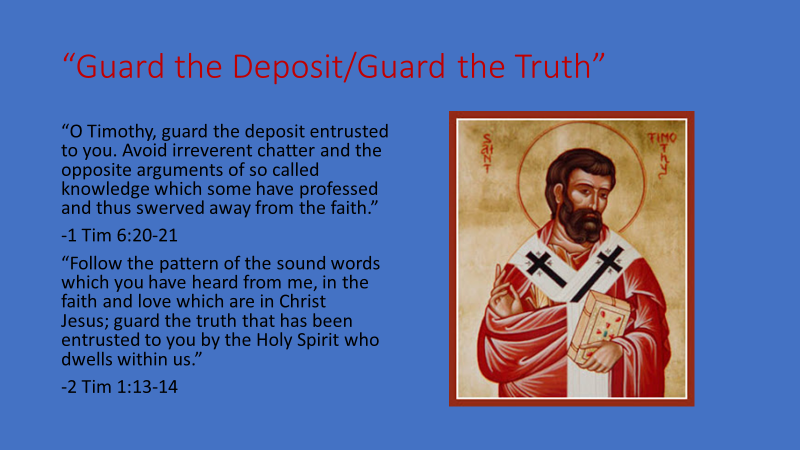 “Guard the Deposit/Guard the Truth”
“O Timothy, guard the deposit entrusted
to you. Avoid irreverent chatter and the
opposite arguments of so called
knowledge which some have professed
and thus swerved away from the faith.”
-1 Tim 6:20-21
“Follow the pattern of the sound words
which you have heard from me, in the
faith and love which are in Christ
Jesus; guard the truth that has been
entrusted to you by the Holy Spirit who
dwells within us.”
-2 Tim 1:13-14
SAINT
TIMOTHY